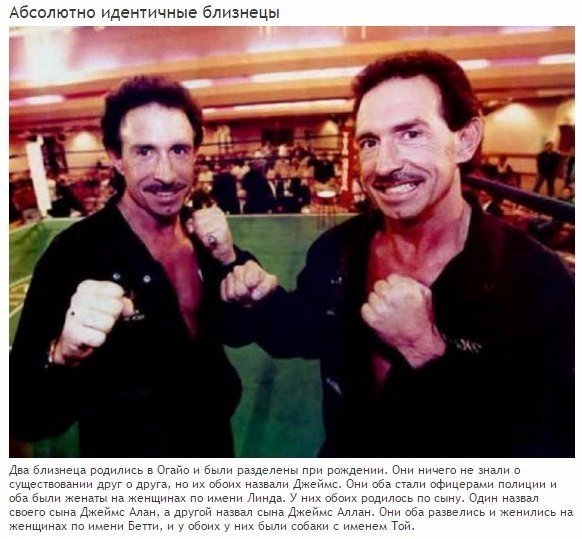 Абсолютно идентичные близнецы
Два близнеца родились в Огайо и были разделены при рождении. Они ничего не знали о
существовании друг о друга, но их обоих назвали Джеймс. Они оба стали офицерами полиции и
оба были женаты на женщинах по имени Линда. У них обоих родилось по сыну. Один назвал
своего сына Джеймс Алан, а другой назвал сына Джеймс Аллан. Они оба развелись и женились на
женщинах по имени Бетти, и у обоих у них были собаки с именем Той.